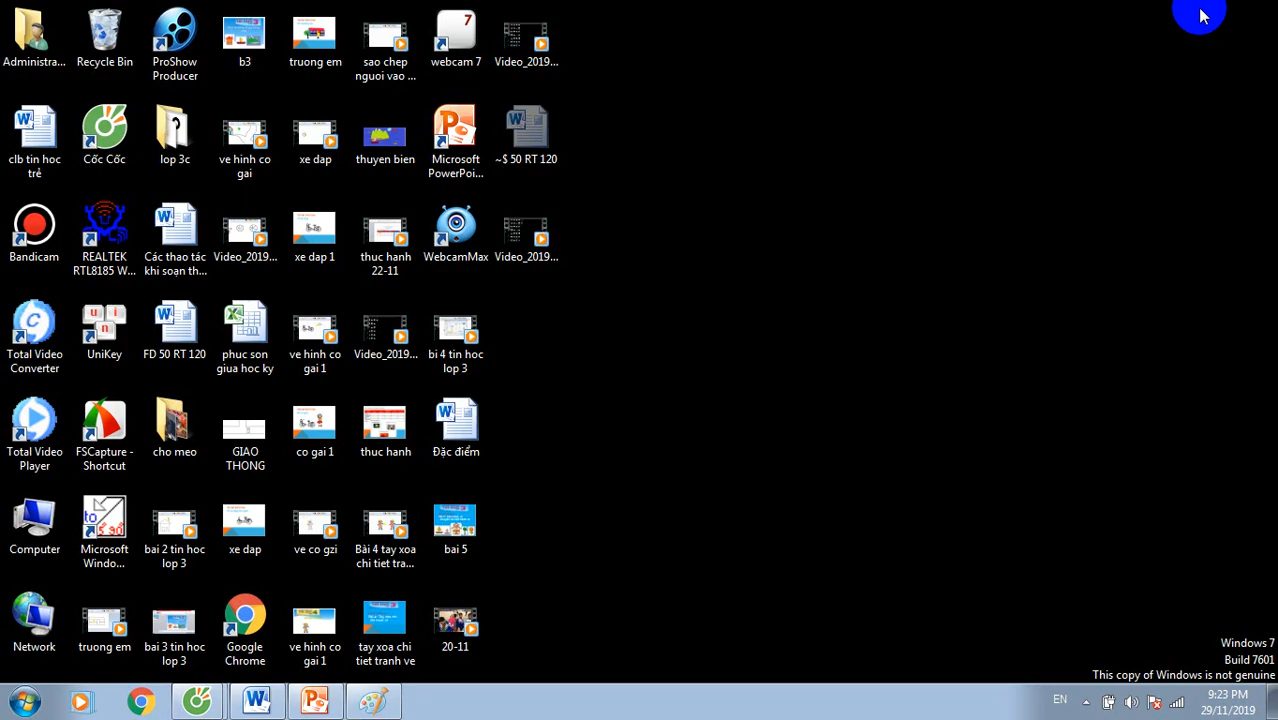 Administra...
Recycle Bin
ProShow
Producer
b3
truong em
sao chep
nguoi vao ...
webcam 7
Video_2019...
clb tin hoc
trẻ
Cốc Cốc
lop 3c
ve hinh co
gai
xe dap
thuyen bien
Microsoft
PowerPoi...
~$ 50 RT 120
Bandicam
REALTEK
RTL8185 W...
Các thao tác
khi soạn th...
Video_2019...
xe dap 1
thuc hanh
22-11
WebcamMax
Video_2019...
Total Video
Converter
UniKey
FD 50 RT 120
phuc son
giua hoc ky
ve hinh co
gai 1
Video_2019...
bi 4 tin hoc
lop 3
Total Video
Player
FSCapture -
Shortcut
cho meo
GIAO
THONG
co gai 1
thuc hanh
Đặc điểm
Computer
Microsoft
Windo...
bai 2 tin hoc
lop 3
xe dap
ve co gzi
Bài 4 tay xoa
chi tiet tra...
bai 5
Network
truong em
bai 3 tin hoc
lop 3
Google
Chrome
ve hinh co
gai 1
tay xoa chi
tiet tranh ve
20-11
Windows 7
Build 7601
This copy of Windows is not genuine
EN
9:23 PM
29/11/2019